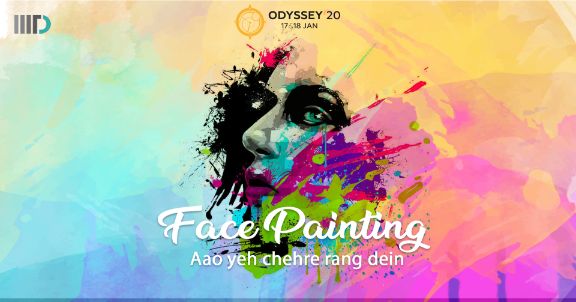 IIITD
ODYSSEY '20
17&18 JAN
Face Painting
Aao yeh chehre rang dein